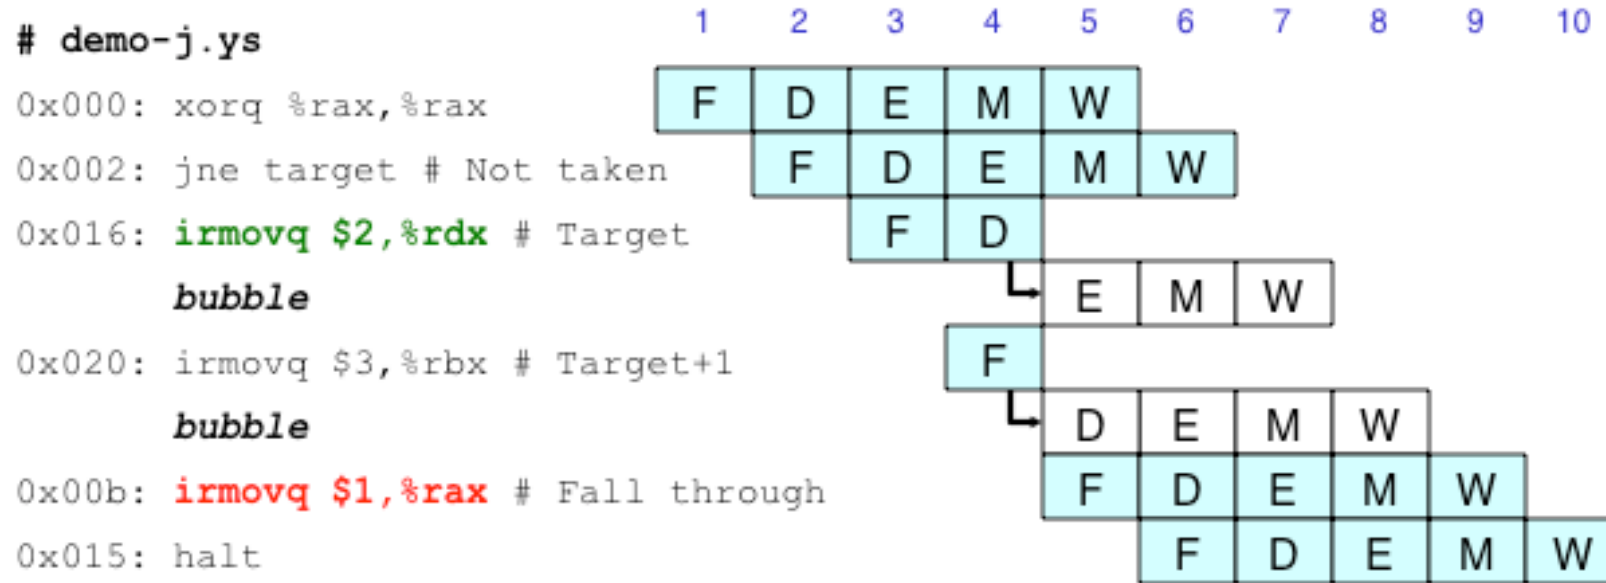 1 2 3 4 5 6 7 8 9 10
# demo-j.ys
0x000: xorq %rax,%rax F D E M W
0x002: jne target # Not taken F D E M W
0x016: irmovq $2,%rdx # Target F D
bubble E M W
0x020: irmovq $3,%rbx # Target+1 F
bubble D E M W
0x00b: irmovq $1,%rax # Fall through F D E M W
0x015: halt F D E M W